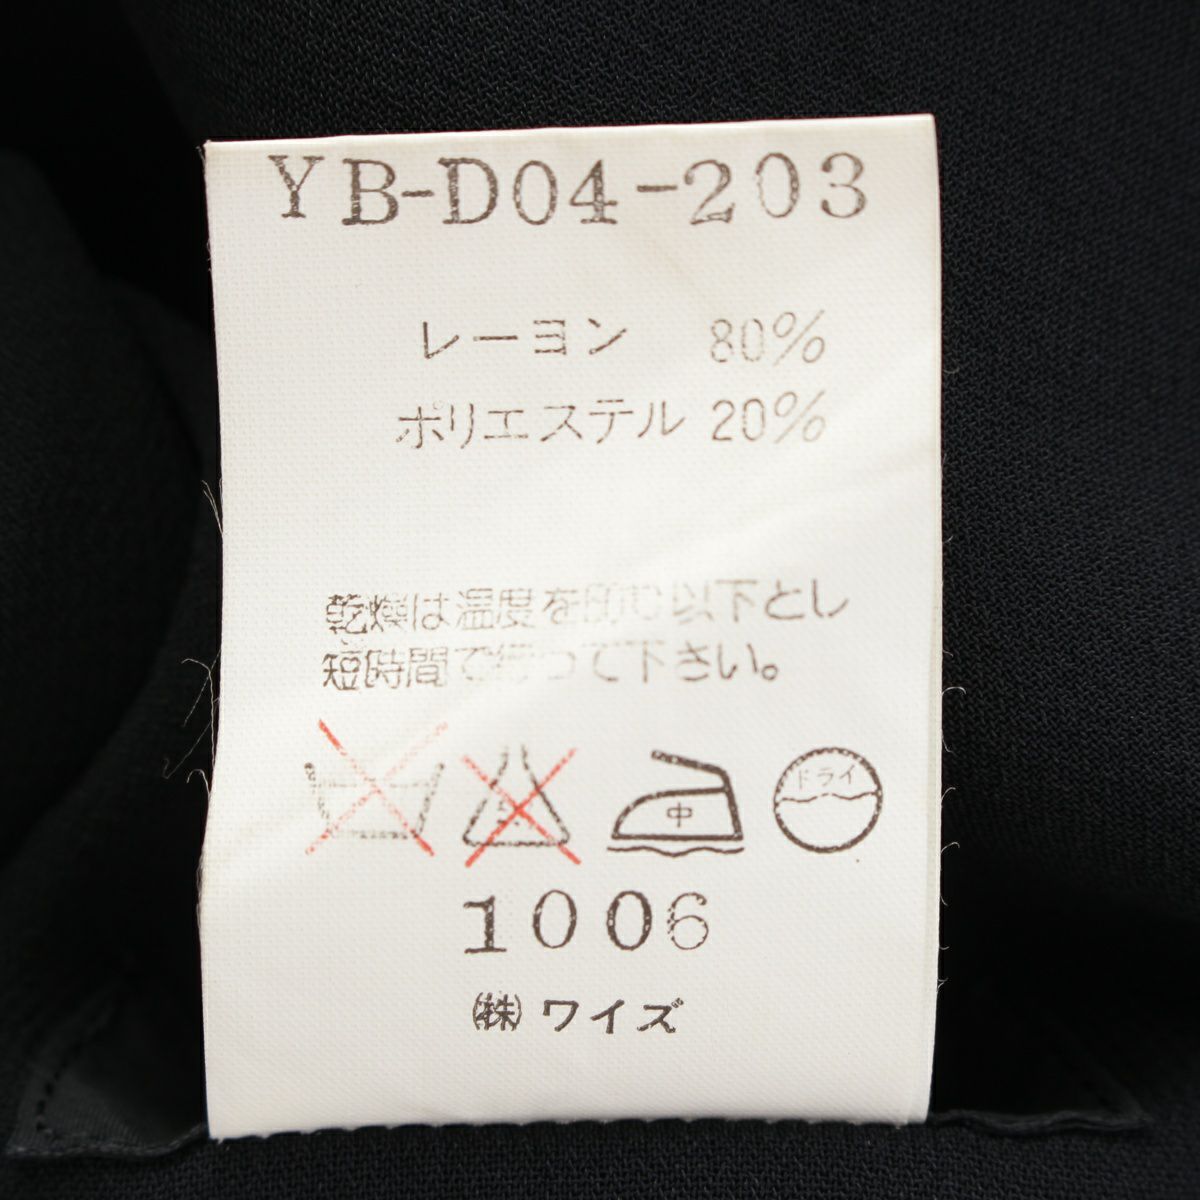 YB-D04-203
レーヨン 80%
ポリエステル 20%
乾燥は温度を 以下とし
短時間で行って下さい。
中
ドライ
1006
㈱ワイズ